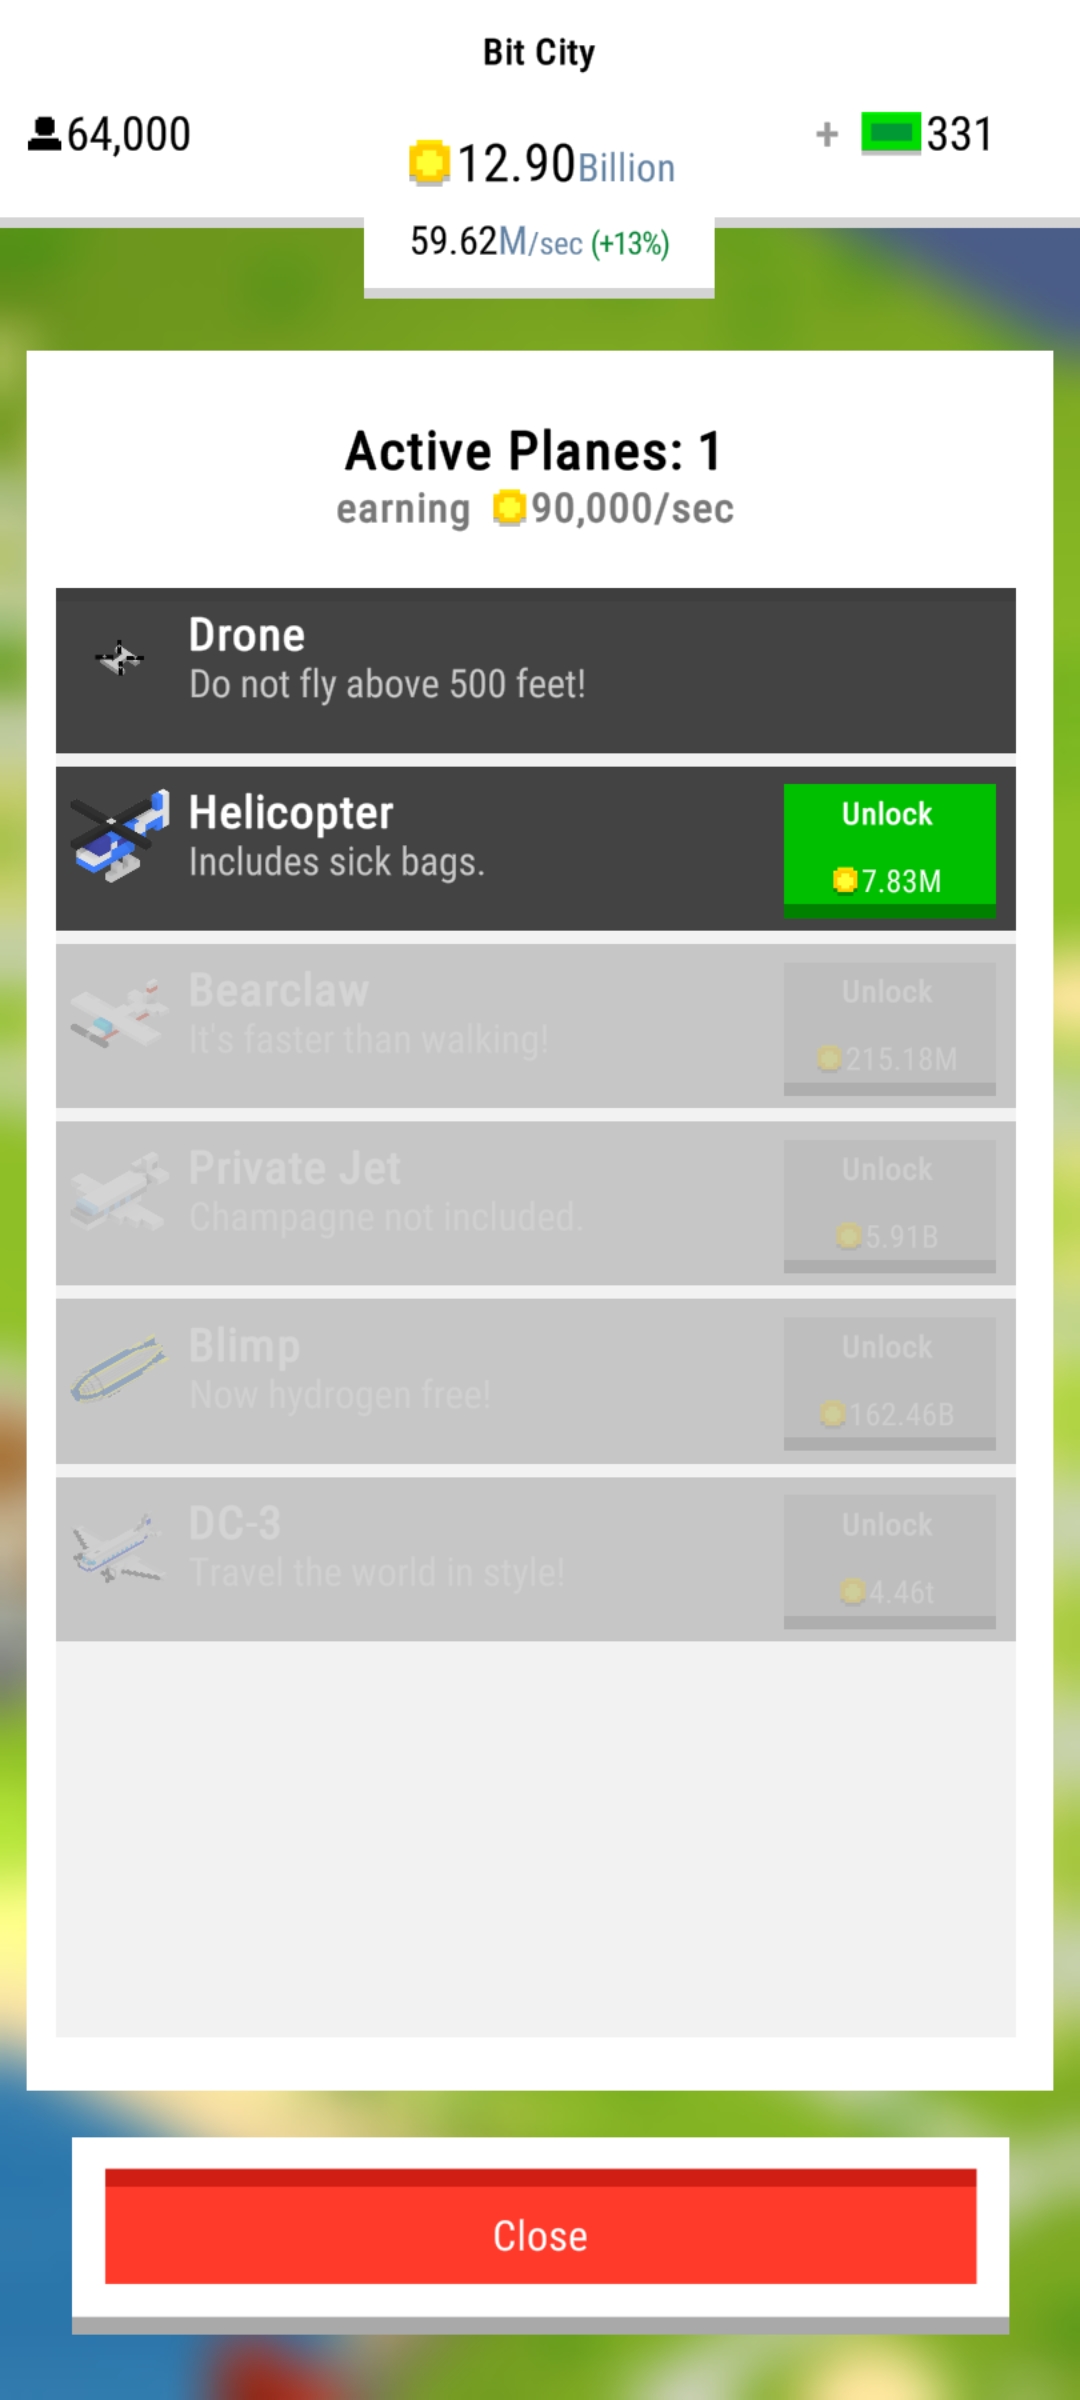 Bit City
64,000
12.90Billion
+ 331
59.62M/sec (+13%)
Active Planes: 1
earning 90,000/sec
Drone
Do not fly above 500 feet!
Helicopter
Includes sick bags.
Unlock
7.83M
Bearclaw
It's faster than walking!
Unlock
215.18M
Private Jet
Champagne not included.
Unlock
5.91B
Blimp
Now hydrogen free!
Unlock
162.46B
DC-3
Travel the world in style!
Unlock
4.46t
Close